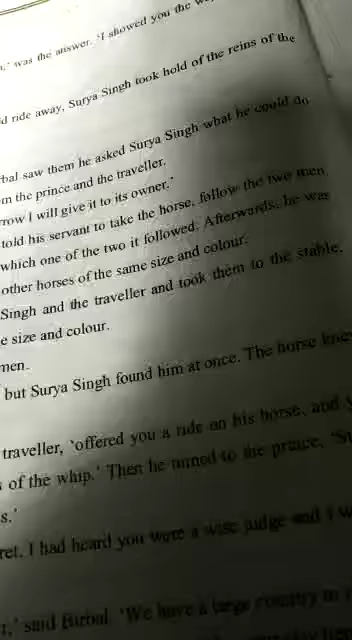 was the answer. 'I showed you the
ride away, Surya Singh took hold of the reins of the
saw them he asked Surya Singh what he could do
the prince and the traveller.
I will give it to its owner.'
told his servant to take the horse, follow the two men
which one of the two it followed. Afterwards, he was
other horses of the same size and colour.
Singh and the traveller and took them to the stable.
size and colour.
but Surya Singh found him at once. The horse
traveller, 'offered you a ride on his horse, and
of the whip.' Then he turned to the prince.
I had heard you were a wise judge and I
said Birbal. 'We have a large country to